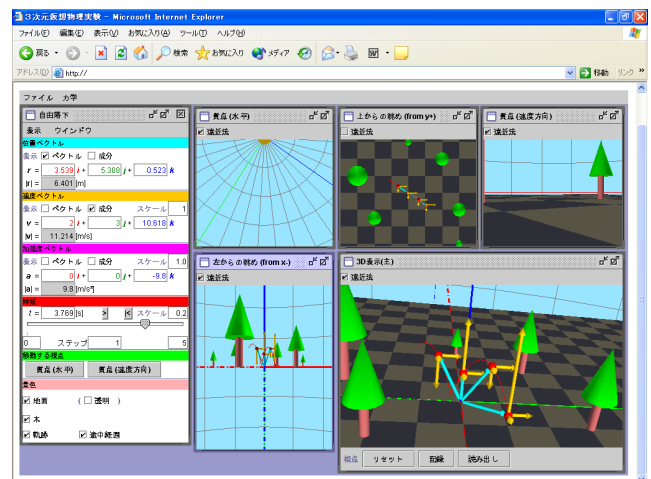 3次元仮想物理実験 - Microsoft Internet Explorer
ファイル(F) 編集(E) 表示(V) お気に入り(A) ツール(T) ヘルプ(H)
戻る 検索 お気に入り メディア
アドレス(D) http:// 移動 リンク »
ファイル 力学
自由落下
表示 ウインドウ
位置ベクトル
表示 ベクトル 成分
r = 3.539 i + 5.308 j + 0.523 k
|r| = 6.401 [m]
速度ベクトル
表示 ベクトル 成分 スケール 1
v = 2 i + 3 j + 10.618 k
|v| = 11.214 [m/s]
加速度ベクトル
表示 ベクトル 成分 スケール 1.0
a = 0 i + 0 j + -9.8 k
|a| = 9.8 [m/s²]
時刻
t = 3.769 [s] > |< スケール 0.2
0 ステップ 1 5
移動する視点
質点(水平) 質点(速度方向)
景色
地面 ( 透明 )
木
軌跡 途中経過
質点(水平)
遠近法
上からの眺め(from y+)
遠近法
質点(速度方向)
遠近法
左からの眺め(from x-)
遠近法
3D表示(主)
遠近法
視点 リセット 記録 読み出し